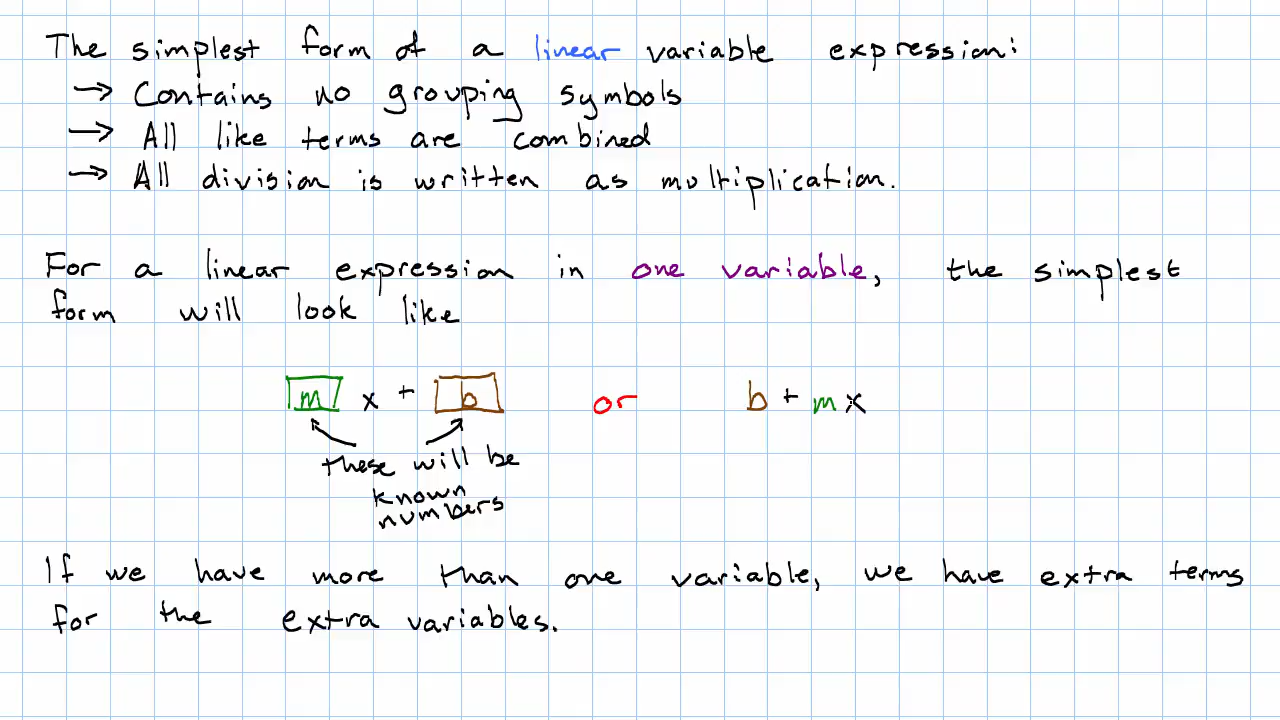 The simplest form of a linear variable expression:
→ Contains no grouping symbols
→ All like terms are combined
→ All division is written as multiplication.
For a linear expression in one variable, the simplest
form will look like
m x + b or b + mx
these will be
known
numbers
If we have more than one variable, we have extra terms
for the extra variables.